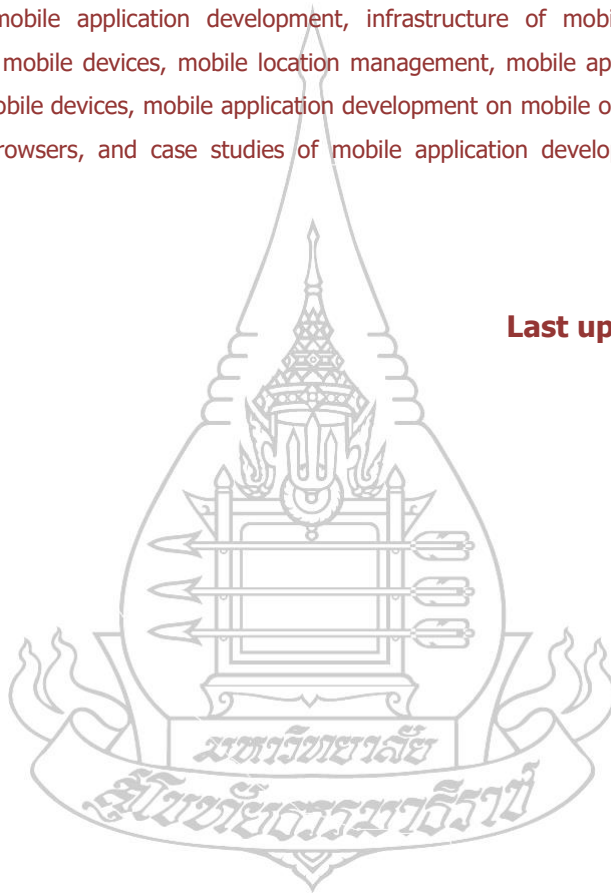 mobile application development, infrastructure of mobi
mobile devices, mobile location management, mobile ap
obile devices, mobile application development on mobile o
rowsers, and case studies of mobile application develo
Last up
มหาวิทยาลัย
สุโขทัยธรรมาธิราช